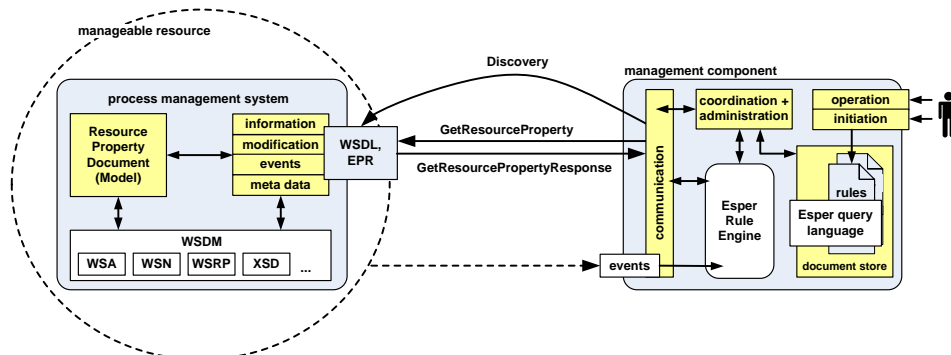 manageable resource
process management system
Resource
Property
Document
(Model)
information
modification
events
meta data
WSDL,
EPR
WSDM
WSA
WSN
WSRP
XSD
...
Discovery
GetResourceProperty
GetResourcePropertyResponse
management component
communication
coordination +
administration
operation
initiation
Esper
Rule
Engine
rules
Esper query
language
document store
events